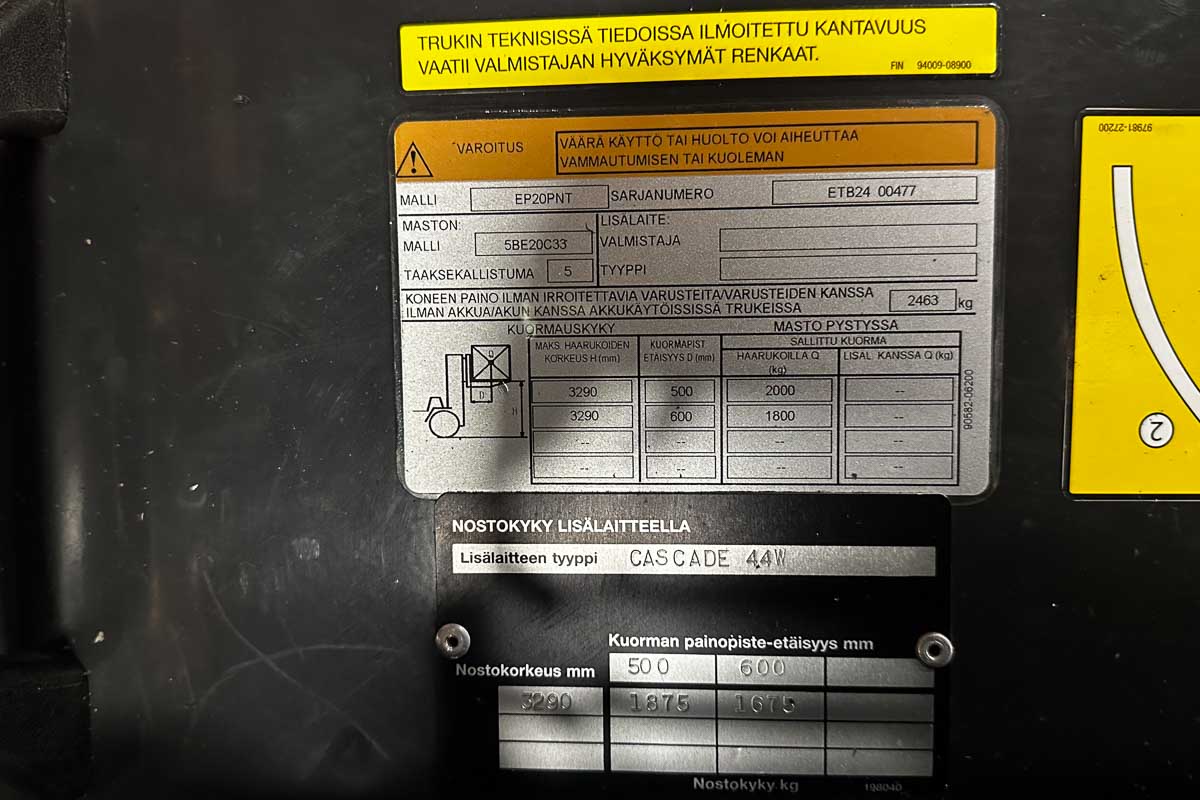 TRUKIN TEKNISISSÄ TIEDOISSA ILMOITETTU KANTAVUUS
VAATII VALMISTAJAN HYVÄKSYMÄT RENKAAT.
FIN 94009-08900
VAROITUS
VÄÄRÄ KÄYTTÖ TAI HUOLTO VOI AIHEUTTAA
VAMMAUTUMISEN TAI KUOLEMAN
MALLI EP20PNT SARJANUMERO ETB24 00477
MASTON: LISÄLAITE:
MALLI 5BE20C33 VALMISTAJA
TAAKSEKALLISTUMA 5 TYYPPI
KONEEN PAINO ILMAN IRROITETTAVIA VARUSTEITA/VARUSTEIDEN KANSSA
ILMAN AKKUA/AKUN KANSSA AKKUKÄYTÖISSISSÄ TRUKEISSA
2463 kg
KUORMAUSKYKY MASTO PYSTYSSA
MAKS. HAARUKOIDEN KORKEUS H (mm)
KUORMAPIST ETÄISYYS D (mm)
SALLITTU KUORMA
HAARUKOILLA Q (kg)
LISAL. KANSSA Q (kg)
3290 500 2000 --
3290 600 1800 --
-- -- -- --
-- -- -- --
Q
D
H
90582-06200
97981-27200
2
NOSTOKYKY LISÄLAITTEELLA
Lisälaitteen tyyppi CASCADE 44W
Kuorman painopiste-etäisyys mm
Nostokorkeus mm 500 600
3290 1875 1675
Nostokyky kg 198040